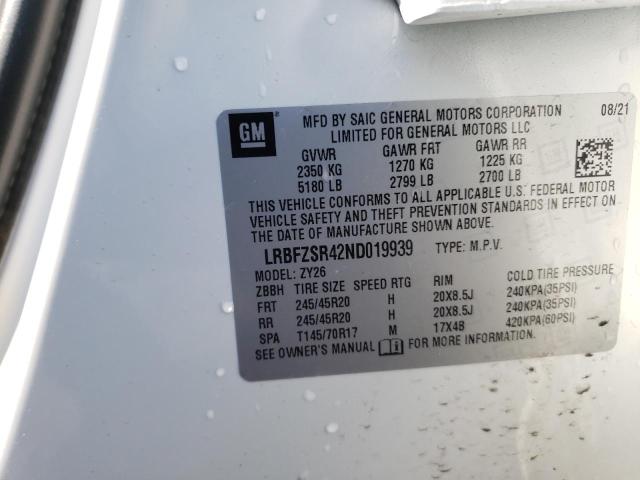 GM
MFD BY SAIC GENERAL MOTORS CORPORATION 08/21
LIMITED FOR GENERAL MOTORS LLC
GVWR GAWR FRT GAWR RR
2350 KG 1270 KG 1225 KG
5180 LB 2799 LB 2700 LB
THIS VEHICLE CONFORMS TO ALL APPLICABLE U.S. FEDERAL MOTOR
VEHICLE SAFETY AND THEFT PREVENTION STANDARDS IN EFFECT ON
THE DATE OF MANUFACTURE SHOWN ABOVE.
LRBFZSR42ND019939 TYPE: M.P.V.
MODEL: ZY26
ZBBH TIRE SIZE SPEED RTG RIM COLD TIRE PRESSURE
FRT 245/45R20 H 20X8.5J 240KPA(35PSI)
RR 245/45R20 H 20X8.5J 240KPA(35PSI)
SPA T145/70R17 M 17X4B 420KPA(60PSI)
SEE OWNER'S MANUAL FOR MORE INFORMATION.